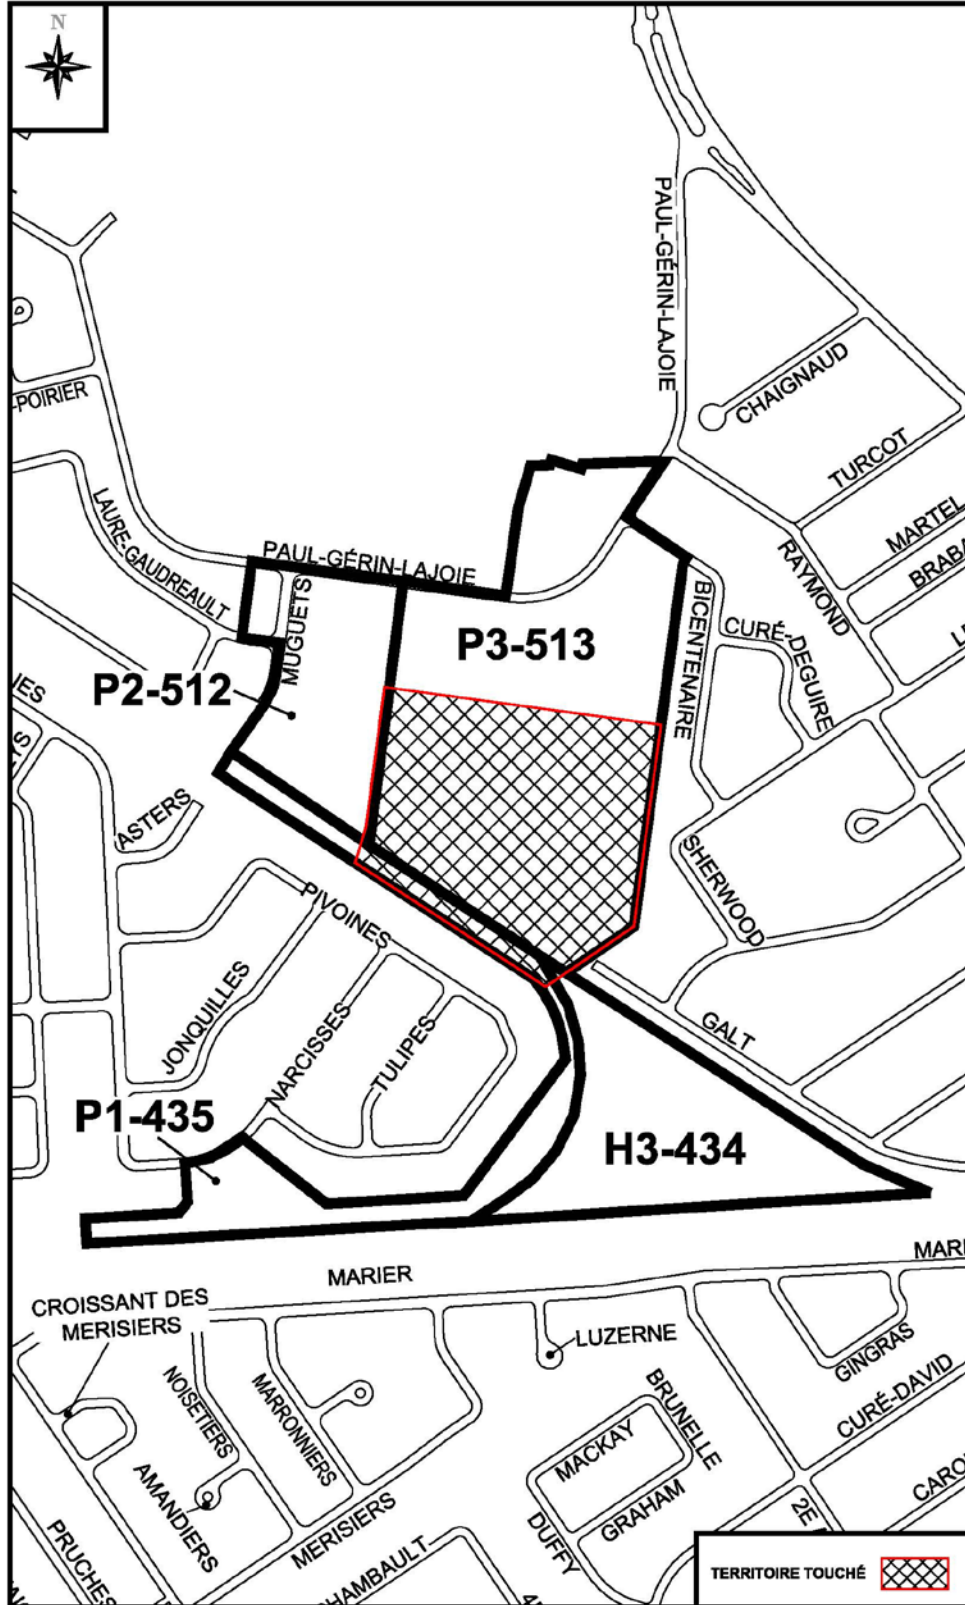 N
PAUL-GÉRIN-LAJOIE
CHAIGNAUD
-POIRIER
TURCOT
MARTEL
LAURE-GAUDREAULT
PAUL-GÉRIN-LAJOIE
RAYMOND
MUGUETS
BICENTENAIRE
CURÉ-DEGUIRE
P3-513
P2-512
ASTERS
SHERWOOD
PIVOINES
JONQUILLES
NARCISSES
TULIPES
GALT
P1-435
H3-434
MARIER
CROISSANT DES
MERISIERS
LUZERNE
GINGRAS
NOISETIERS
MARRONNIERS
BRUNELLE
CURÉ-DAVID
MACKAY
AMANDIERS
GRAHAM
MERISIERS
DUFFY
PRUCHES
TERRITOIRE TOUCHÉ